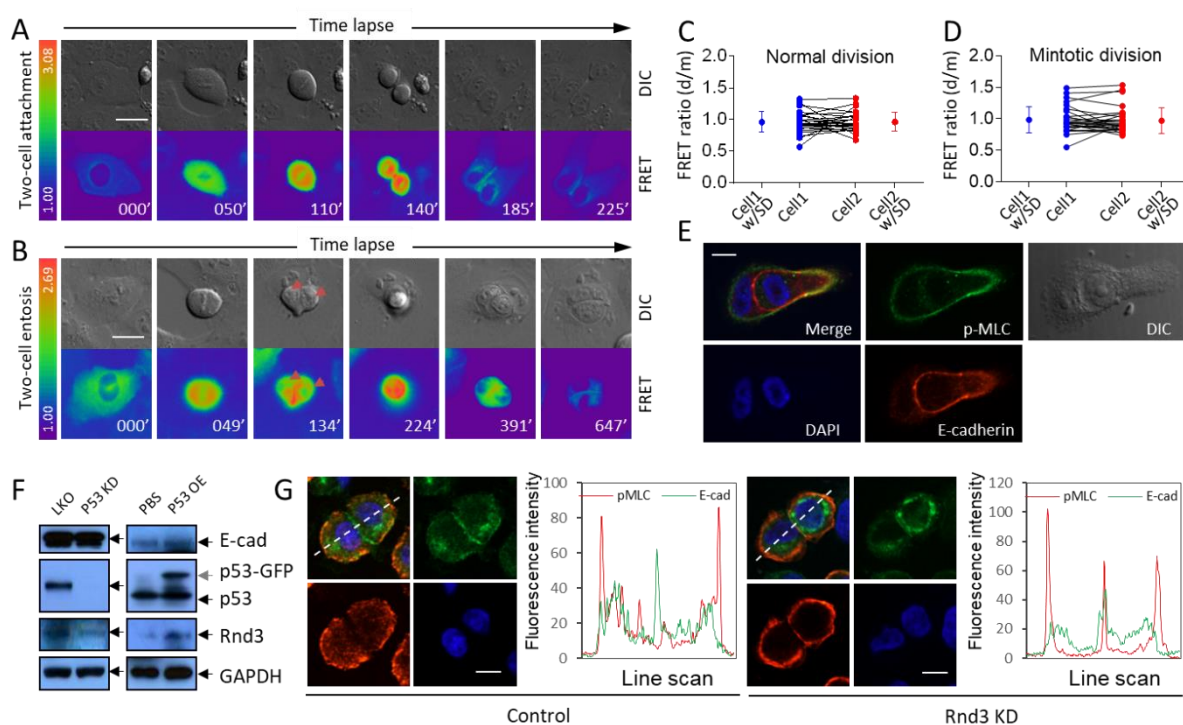 A
Time lapse
Two-cell attachment
3.08
1.00
DIC
FRET
000′
050′
110′
140′
185′
225′
B
Time lapse
Two-cell entosis
2.69
1.00
DIC
FRET
000′
049′
134′
224′
391′
647′
C
Normal division
FRET ratio (d/m)
2.0
1.5
1.0
0.5
0.0
Cell1 w/Sb
Cell1
Cell2
Cell2 w/Sb
D
Mintotic division
FRET ratio (d/m)
2.0
1.5
1.0
0.5
0.0
Cell1 w/Sb
Cell1
Cell2
Cell2 w/Sb
E
Merge
p-MLC
DIC
DAPI
E-cadherin
F
LKO
P53 KD
PBS
P53 OE
E-cad
p53-GFP
p53
Rnd3
GAPDH
G
Fluorescence intensity
pMLC
E-cad
100
80
60
40
20
0
Line scan
Control
Fluorescence intensity
pMLC
E-cad
120
100
80
60
40
20
0
Line scan
Rnd3 KD